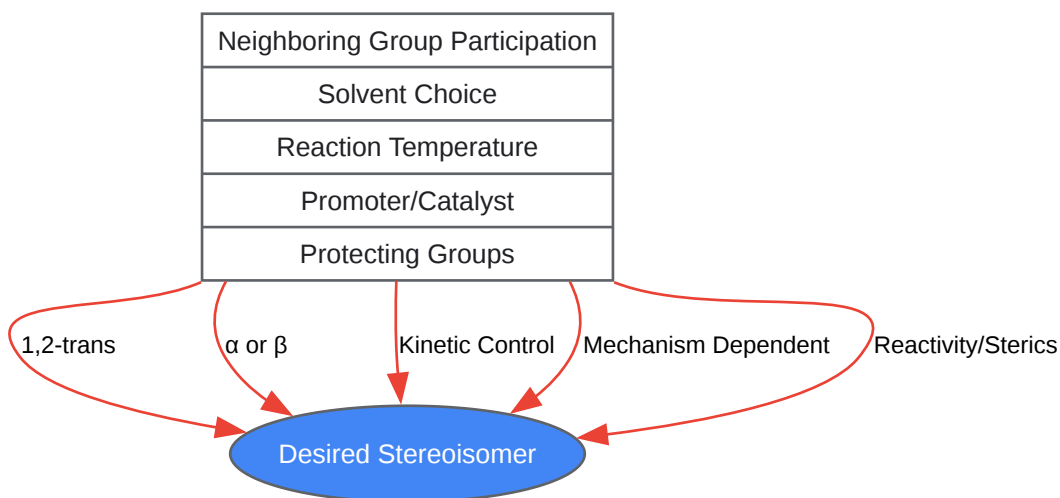 Neighboring Group Participation
Solvent Choice
Reaction Temperature
Promoter/Catalyst
Protecting Groups
1,2-trans
α or β
Kinetic Control
Mechanism Dependent
Reactivity/Sterics
Desired Stereoisomer